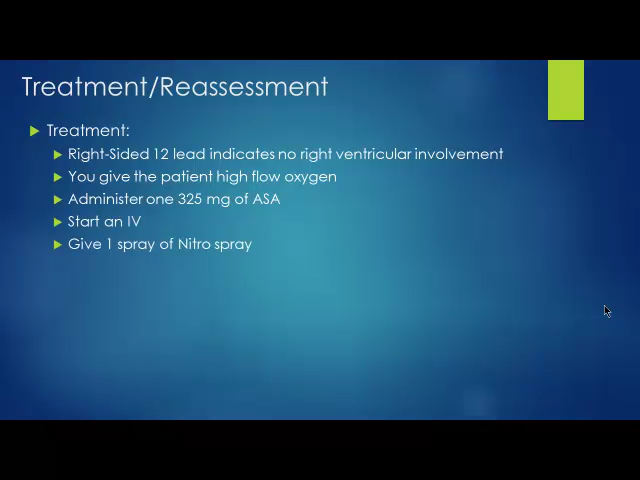 Treatment/Reassessment
Treatment:
Right-Sided 12 lead indicates no right ventricular involvement
You give the patient high flow oxygen
Administer one 325 mg of ASA
Start an IV
Give 1 spray of Nitro spray